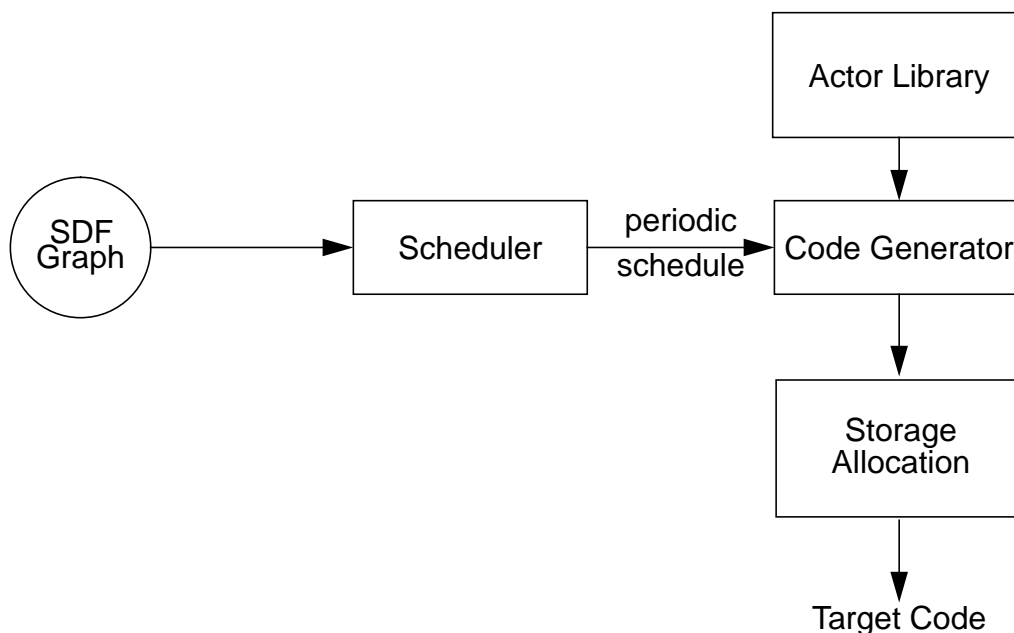 Actor Library
SDF
Graph
Scheduler
periodic
schedule
Code Generator
Storage
Allocation
Target Code